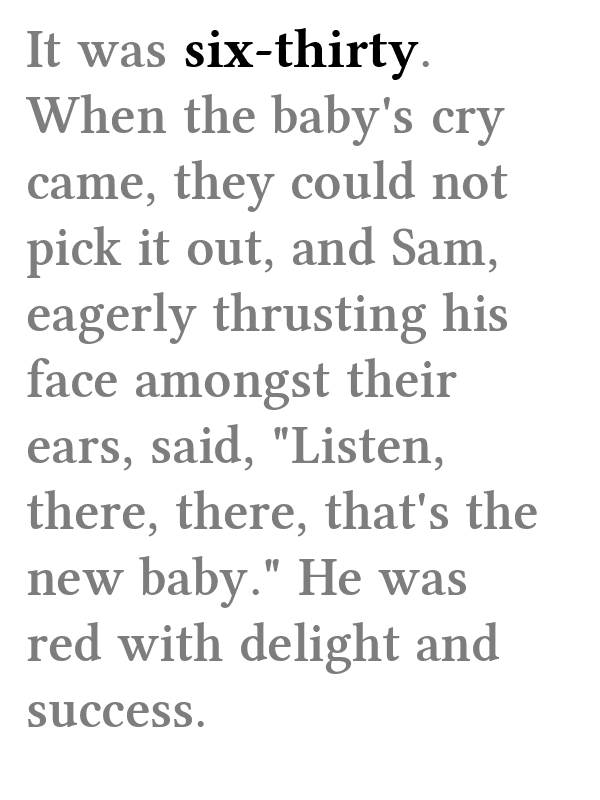 It was six-thirty.
When the baby's cry
came, they could not
pick it out, and Sam,
eagerly thrusting his
face amongst their
ears, said, "Listen,
there, there, that's the
new baby." He was
red with delight and
success.